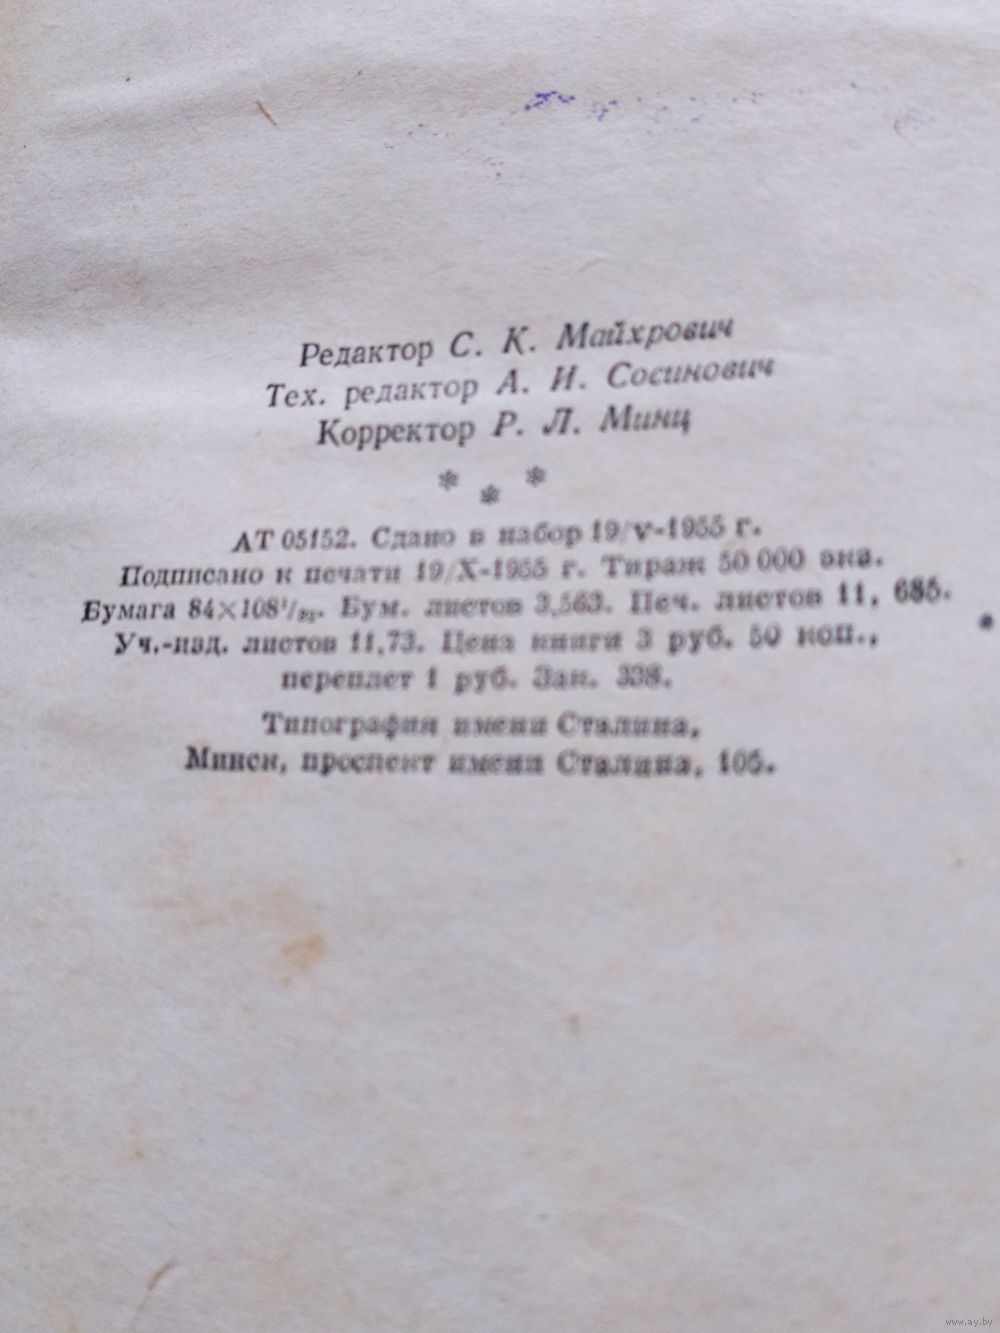 Редактор С. К. Майхрович
Тех. редактор А. И. Сосинович
Корректор Р. Л. Минц
* * *
АТ 05152. Сдано в набор 19/V-1955 г.
Подписано к печати 19/X-1955 г. Тираж 50 000 экз.
Бумага 84×108¹/₃₂. Бум. листов 3,563. Печ. листов 11, 685.
Уч.-изд. листов 11,73. Цена книги 3 руб. 50 коп.,
переплет 1 руб. Зак. 338.
Типография имени Сталина,
Минск, проспект имени Сталина, 105.
www.ay.by